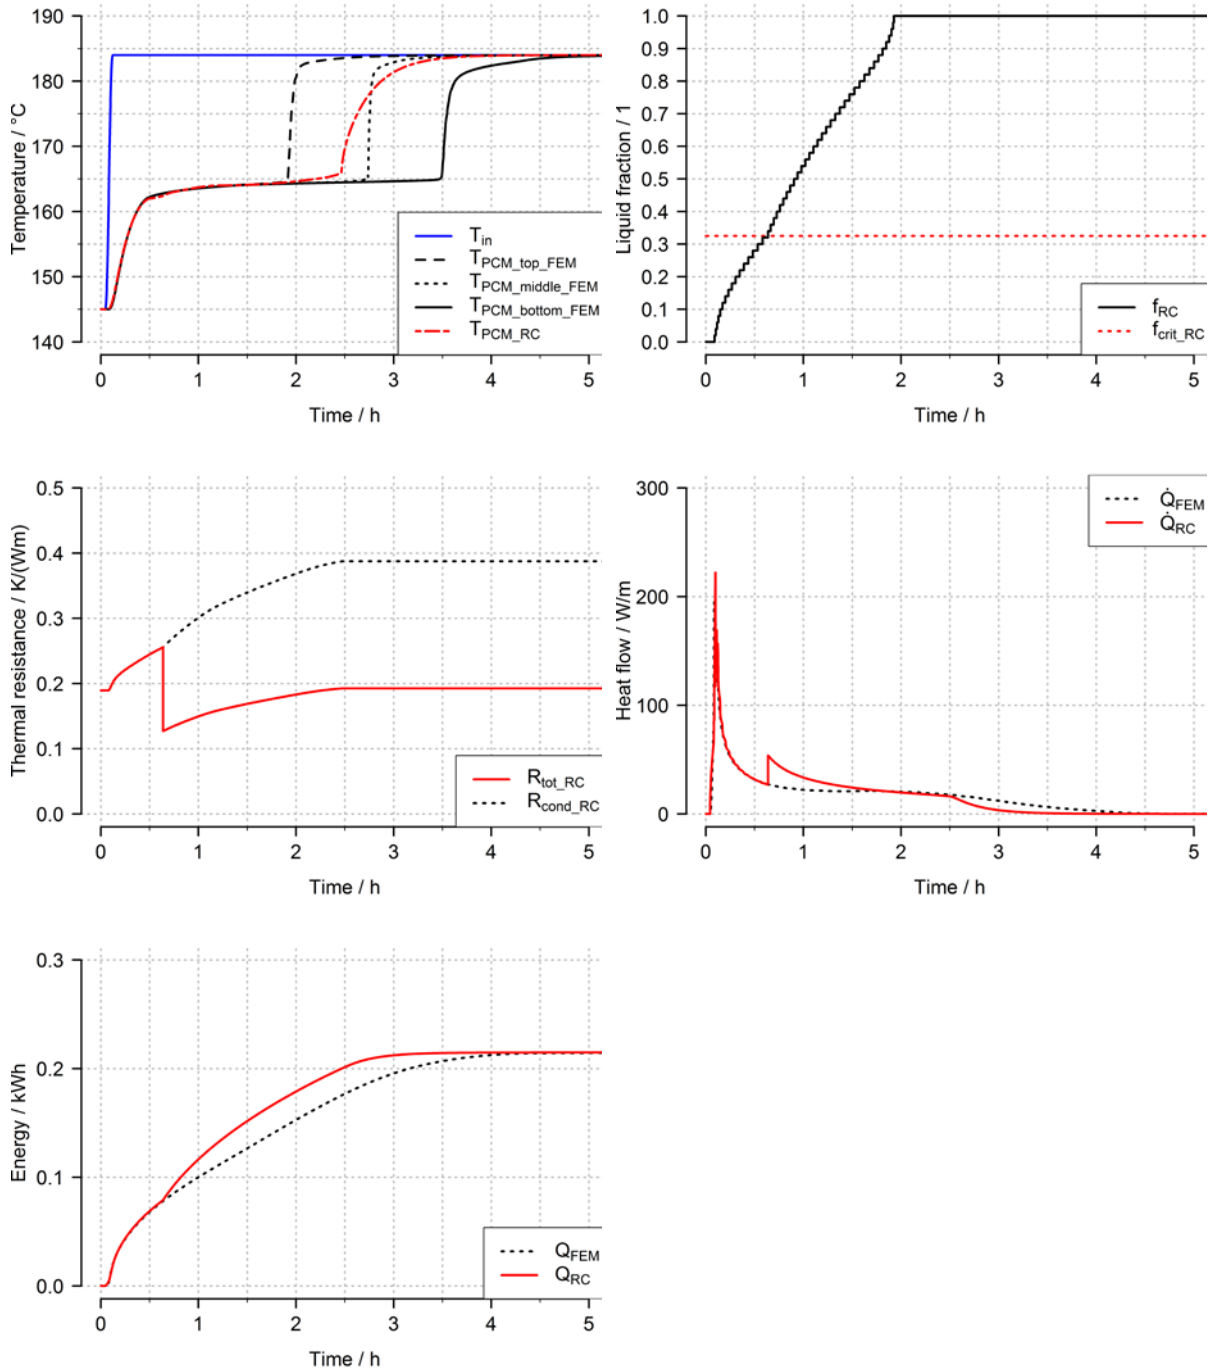 190
180
170
160
150
140
Temperature / °C
0 1 2 3 4 5
Time / h
T_in
T_PCM_top_FEM
T_PCM_middle_FEM
T_PCM_bottom_FEM
T_PCM_RC
1.0
0.9
0.8
0.7
0.6
0.5
0.4
0.3
0.2
0.1
0.0
Liquid fraction / 1
0 1 2 3 4 5
Time / h
f_RC
f_crit_RC
0.5
0.4
0.3
0.2
0.1
0.0
Thermal resistance / K/(Wm)
0 1 2 3 4 5
Time / h
R_tot_RC
R_cond_RC
300
200
100
0
Heat flow / W/m
0 1 2 3 4 5
Time / h
Q̇_FEM
Q̇_RC
0.3
0.2
0.1
0.0
Energy / kWh
0 1 2 3 4 5
Time / h
Q_FEM
Q_RC